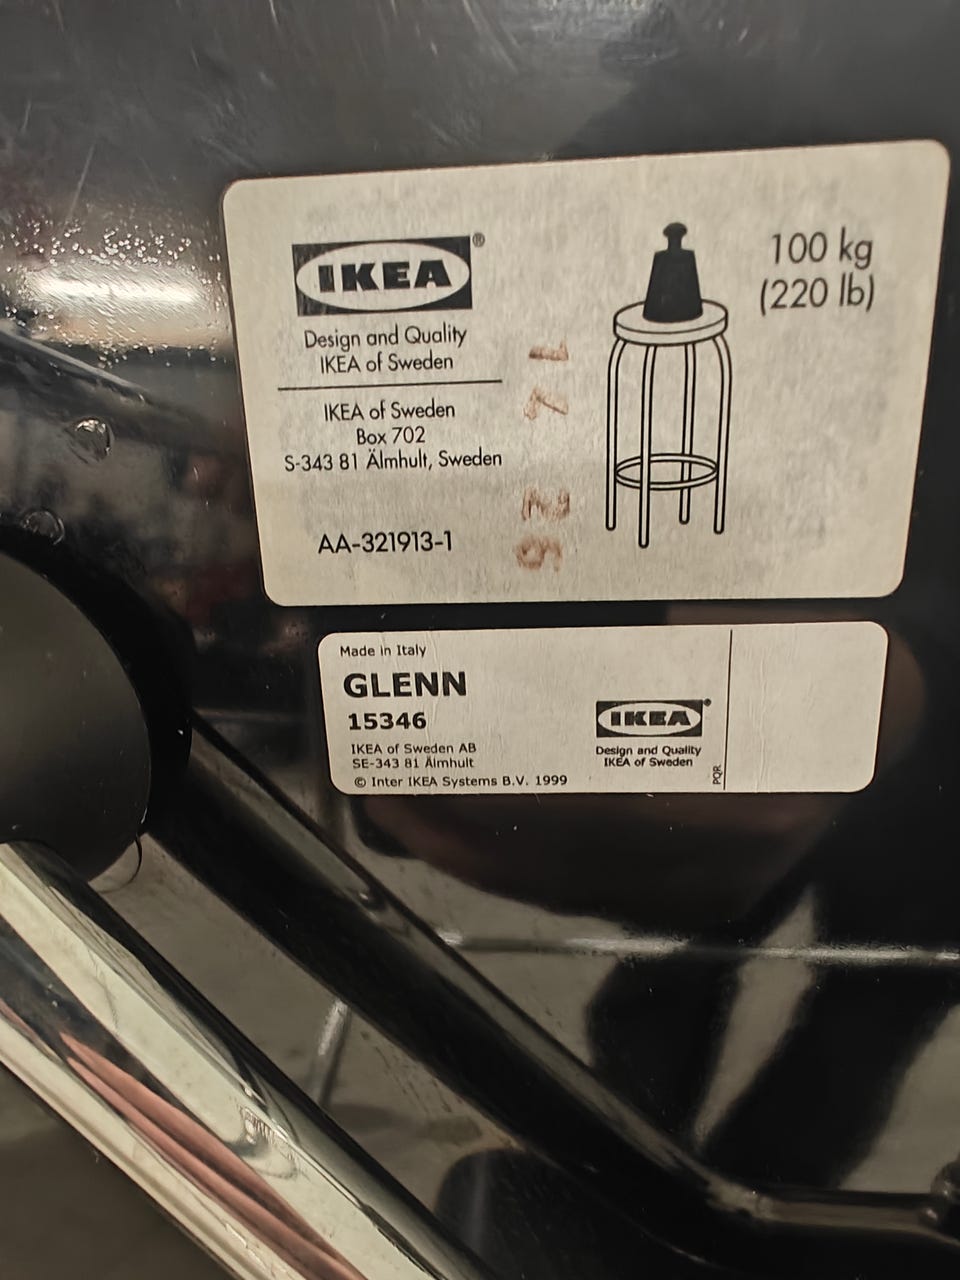 IKEA®
Design and Quality
IKEA of Sweden
IKEA of Sweden
Box 702
S-343 81 Älmhult, Sweden
AA-321913-1
100 kg
(220 lb)
Made in Italy
GLENN
15346
IKEA of Sweden AB
SE-343 81 Älmhult
© Inter IKEA Systems B.V. 1999
IKEA®
Design and Quality
IKEA of Sweden
PQR